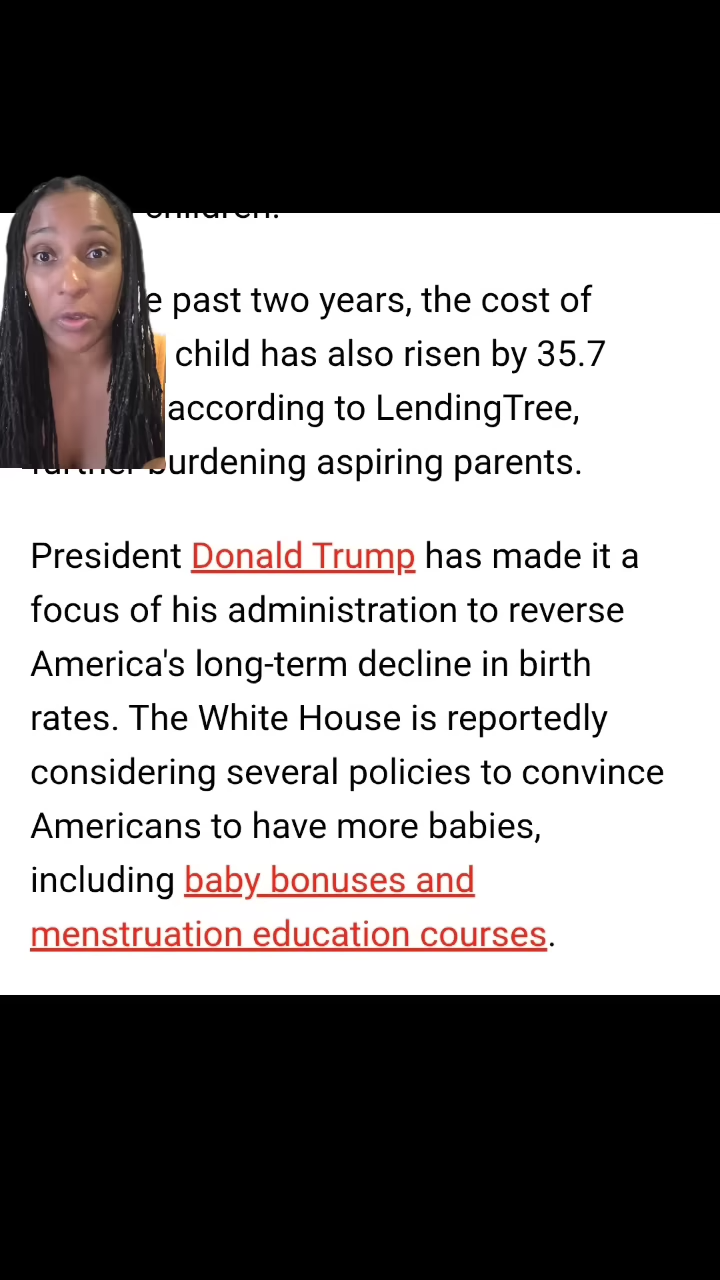 children.
e past two years, the cost of
child has also risen by 35.7
according to LendingTree,
further burdening aspiring parents.
President Donald Trump has made it a
focus of his administration to reverse
America's long-term decline in birth
rates. The White House is reportedly
considering several policies to convince
Americans to have more babies,
including baby bonuses and
menstruation education courses.